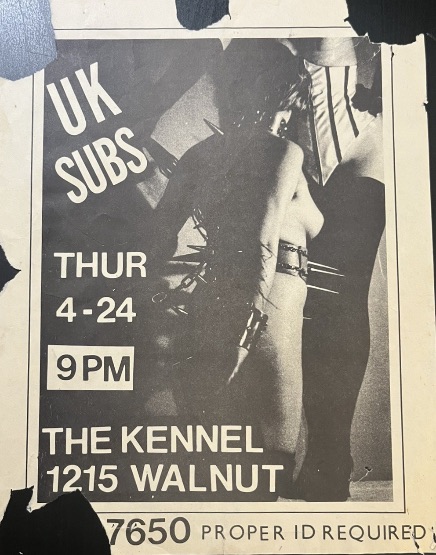 UK
SUBS
THUR
4-24
9PM
THE KENNEL
1215 WALNUT
7650 PROPER ID REQUIRED